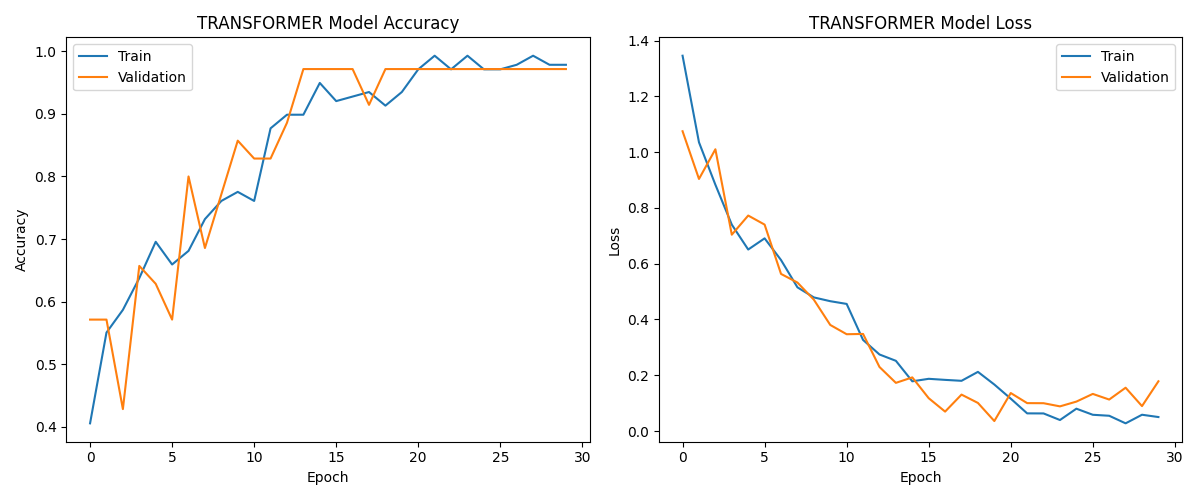 TRANSFORMER Model Accuracy
Train
Validation
1.0
0.9
0.8
0.7
0.6
0.5
0.4
Accuracy
0 5 10 15 20 25 30
Epoch
TRANSFORMER Model Loss
Train
Validation
1.4
1.2
1.0
0.8
0.6
0.4
0.2
0.0
Loss
0 5 10 15 20 25 30
Epoch